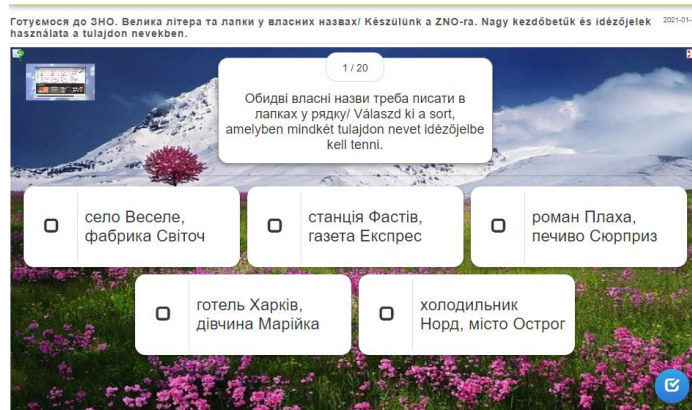 Готуємося до ЗНО. Велика літера та лапки у власних назвах/ Készülünk a ZNO-ra. Nagy kezdőbetűk és idézőjelek
használata a tulajdon nevekben.
2021-01-
1 / 20
Обидві власні назви треба писати в
лапках у рядку/ Válaszd ki a sort,
amelyben mindkét tulajdon nevet idézőjelbe
kell tenni.
село Веселе,
фабрика Світоч
станція Фастів,
газета Експрес
роман Плаха,
печиво Сюрприз
готель Харків,
дівчина Марійка
холодильник
Норд, місто Острог